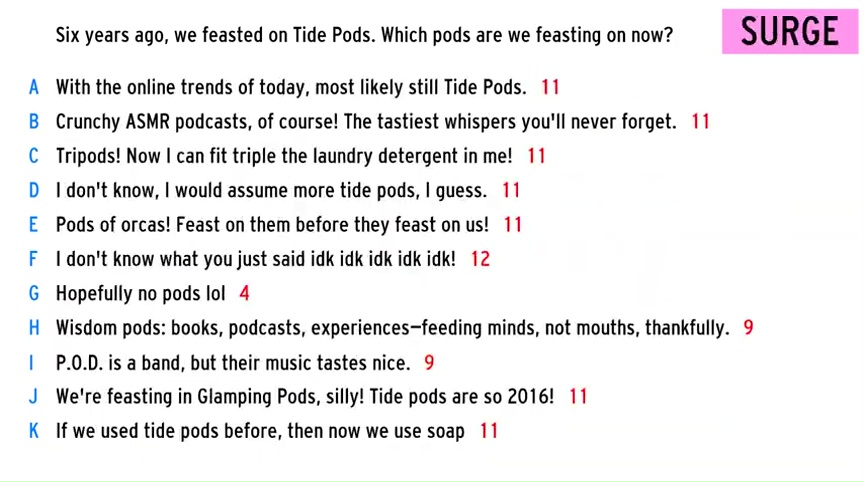 Six years ago, we feasted on Tide Pods. Which pods are we feasting on now?
SURGE
A With the online trends of today, most likely still Tide Pods. 11
B Crunchy ASMR podcasts, of course! The tastiest whispers you'll never forget. 11
C Tripods! Now I can fit triple the laundry detergent in me! 11
D I don't know, I would assume more tide pods, I guess. 11
E Pods of orcas! Feast on them before they feast on us! 11
F I don't know what you just said idk idk idk idk idk! 12
G Hopefully no pods lol 4
H Wisdom pods: books, podcasts, experiences—feeding minds, not mouths, thankfully. 9
I P.O.D. is a band, but their music tastes nice. 9
J We're feasting in Glamping Pods, silly! Tide pods are so 2016! 11
K If we used tide pods before, then now we use soap 11